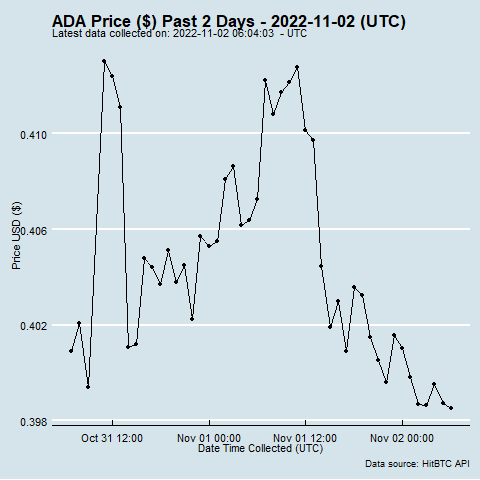 ADA Price ($) Past 2 Days - 2022-11-02 (UTC)
Latest data collected on: 2022-11-02 06:04:03  - UTC
0.410
0.406
0.402
0.398
Price USD ($)
Oct 31 12:00
Nov 01 00:00
Nov 01 12:00
Nov 02 00:00
Date Time Collected (UTC)
Data source: HitBTC API